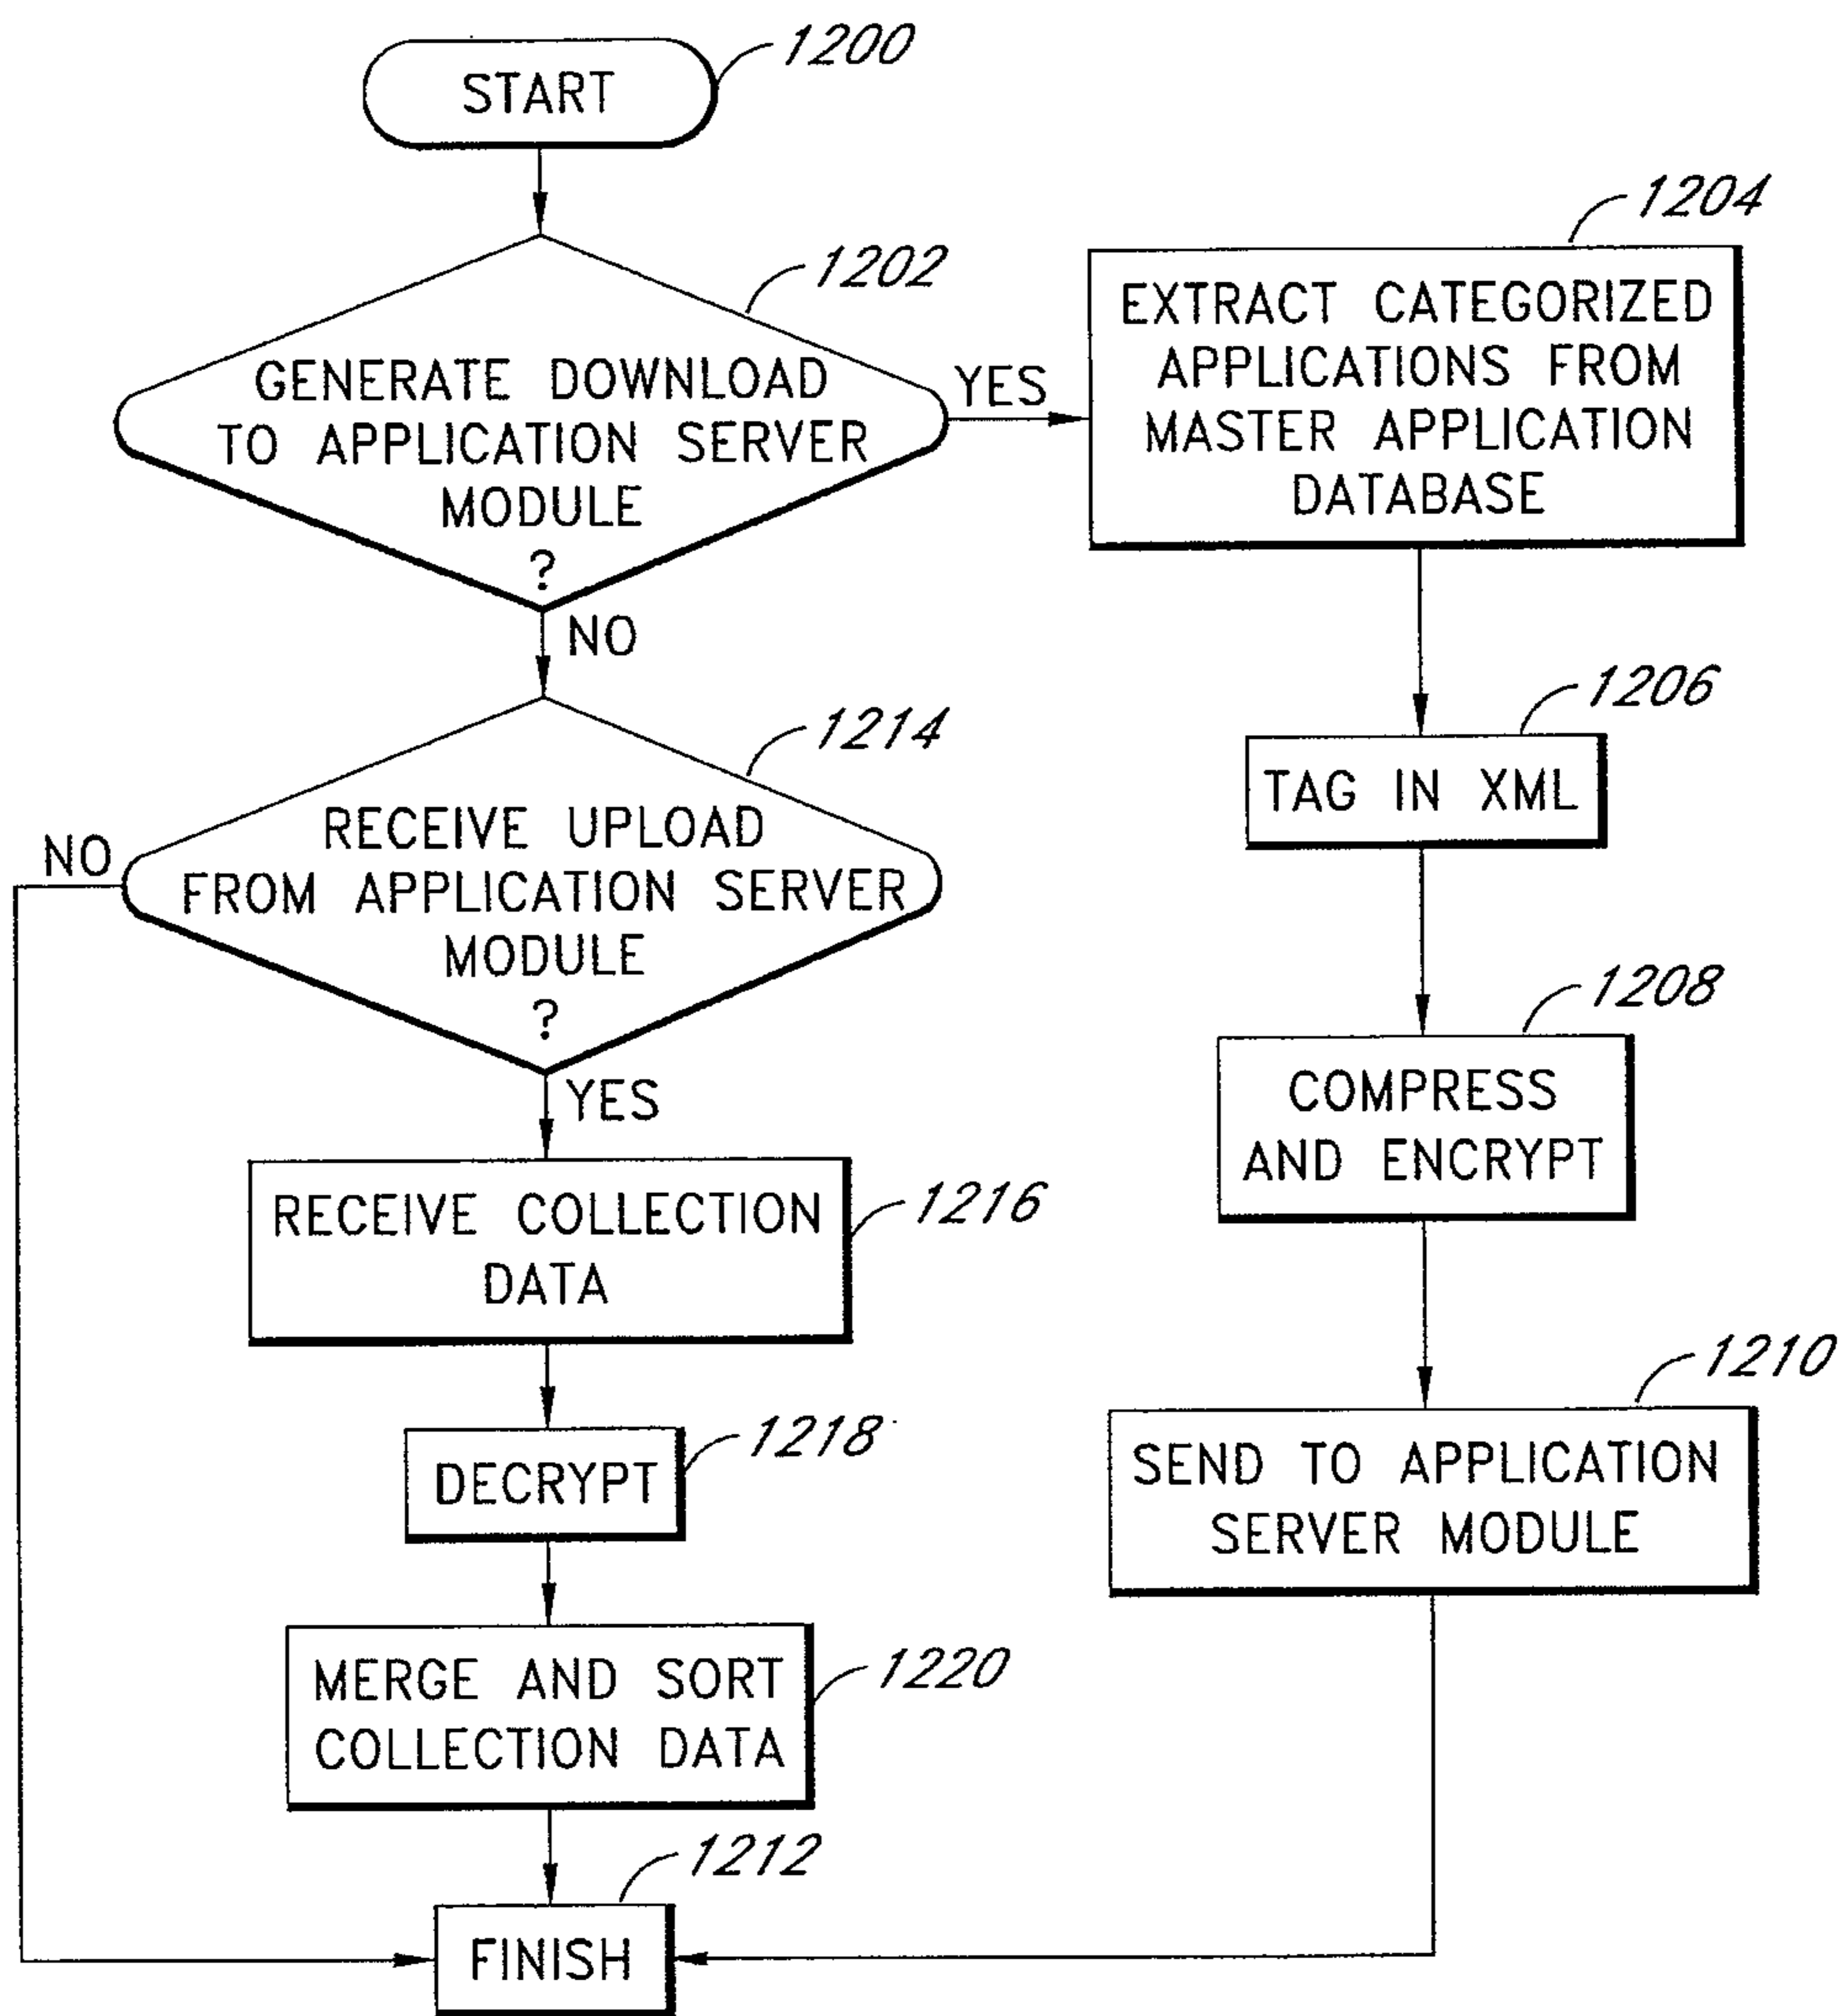 START
1200
GENERATE DOWNLOAD
TO APPLICATION SERVER
MODULE
?
1202
YES
EXTRACT CATEGORIZED
APPLICATIONS FROM
MASTER APPLICATION
DATABASE
1204
NO
TAG IN XML
1206
RECEIVE UPLOAD
FROM APPLICATION SERVER
MODULE
?
1214
NO
YES
COMPRESS
AND ENCRYPT
1208
RECEIVE COLLECTION
DATA
1216
SEND TO APPLICATION
SERVER MODULE
1210
DECRYPT
1218
MERGE AND SORT
COLLECTION DATA
1220
FINISH
1212